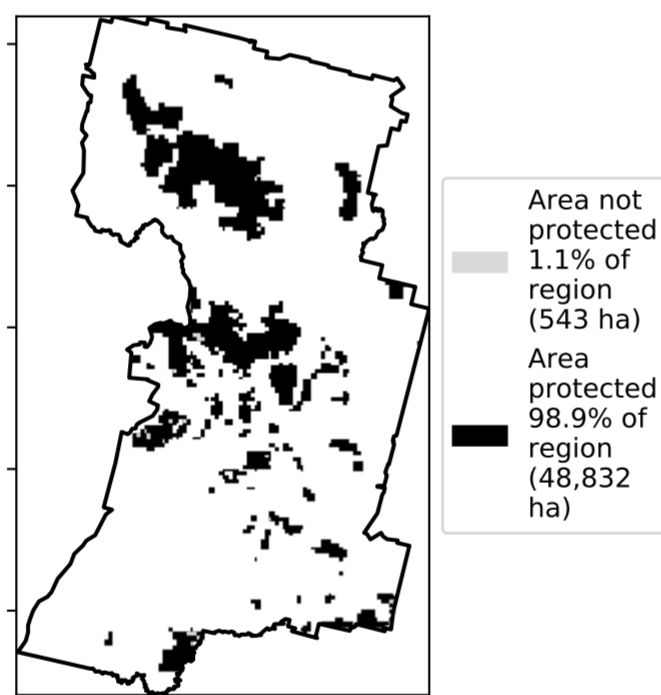 Area not
protected
1.1% of
region
(543 ha)
Area
protected
98.9% of
region
(48,832
ha)